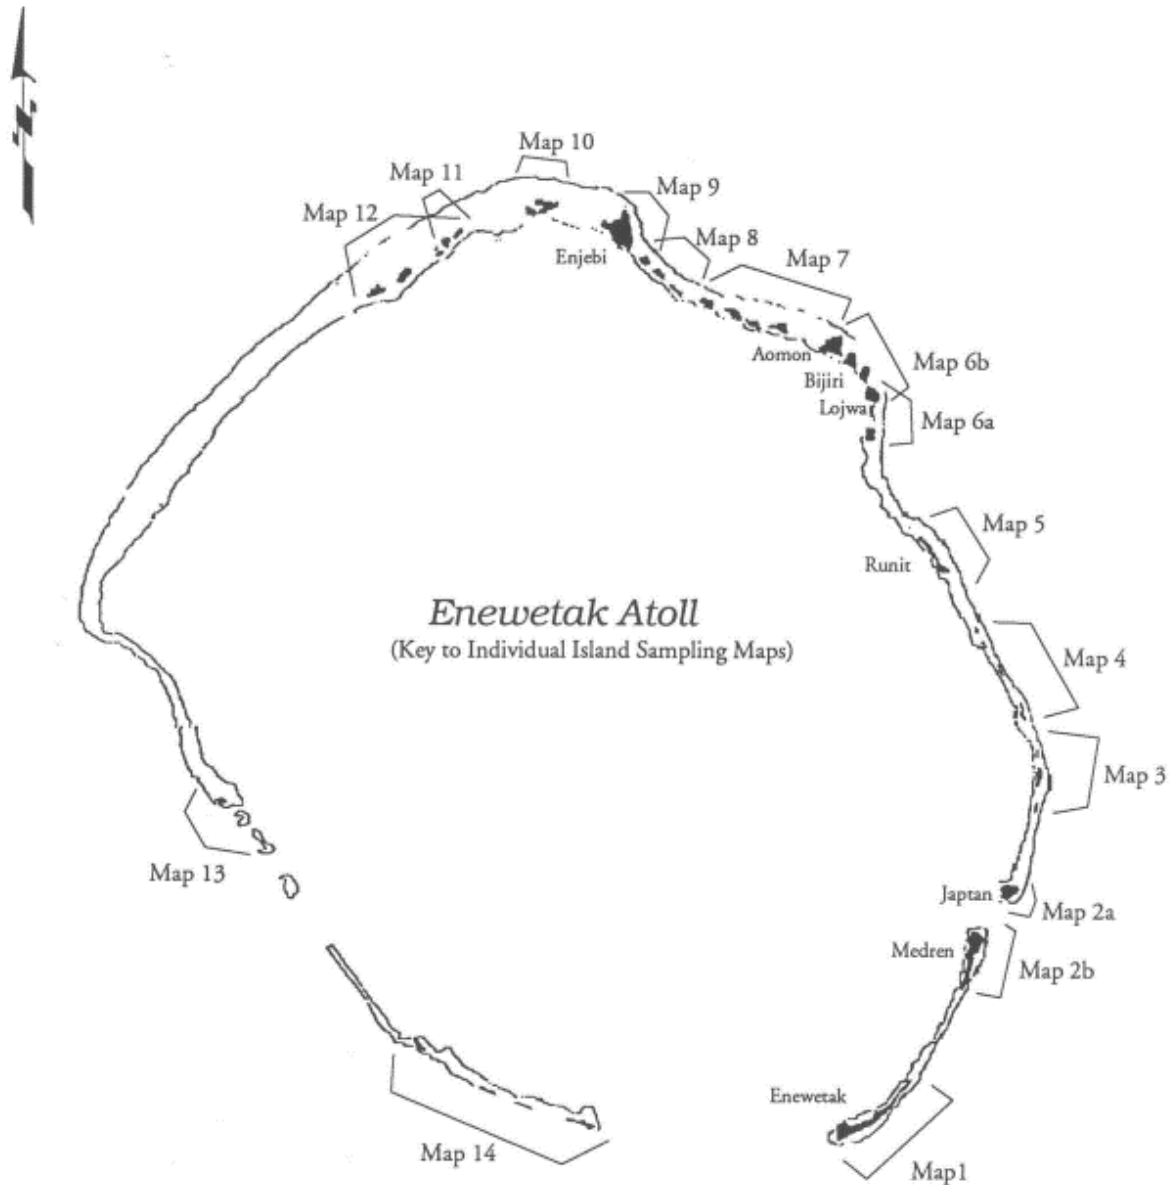 Map 10
Map 11
Map 9
Map 12
Map 8
Enjebi
Map 7
Aomon
Map 6b
Bijiri
Lojwa
Map 6a
Map 5
Runit
Enewetak Atoll
(Key to Individual Island Sampling Maps)
Map 4
Map 3
Map 13
Japtan
Map 2a
Medren
Map 2b
Enewetak
Map 14
Map1